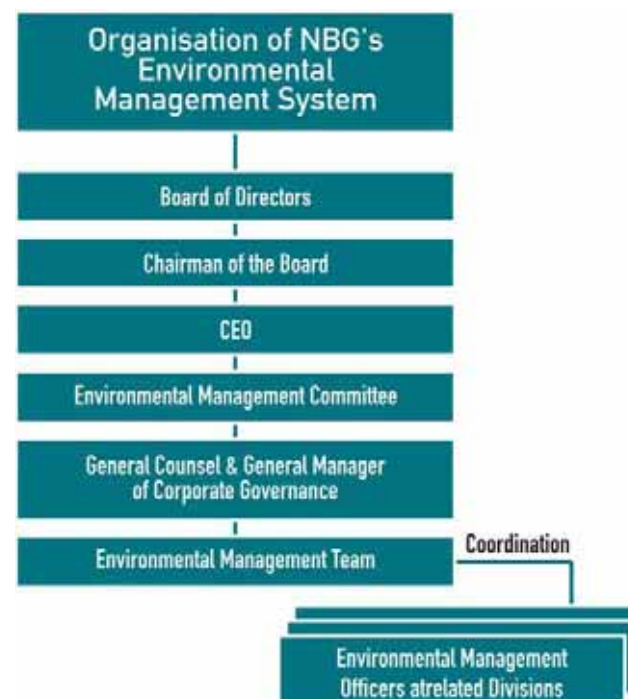 Organisation of NBG's
Environmental
Management System
Board of Directors
Chairman of the Board
CEO
Environmental Management Committee
General Counsel & General Manager
of Corporate Governance
Environmental Management Team
Coordination
Environmental Management
Officers atrelated Divisions